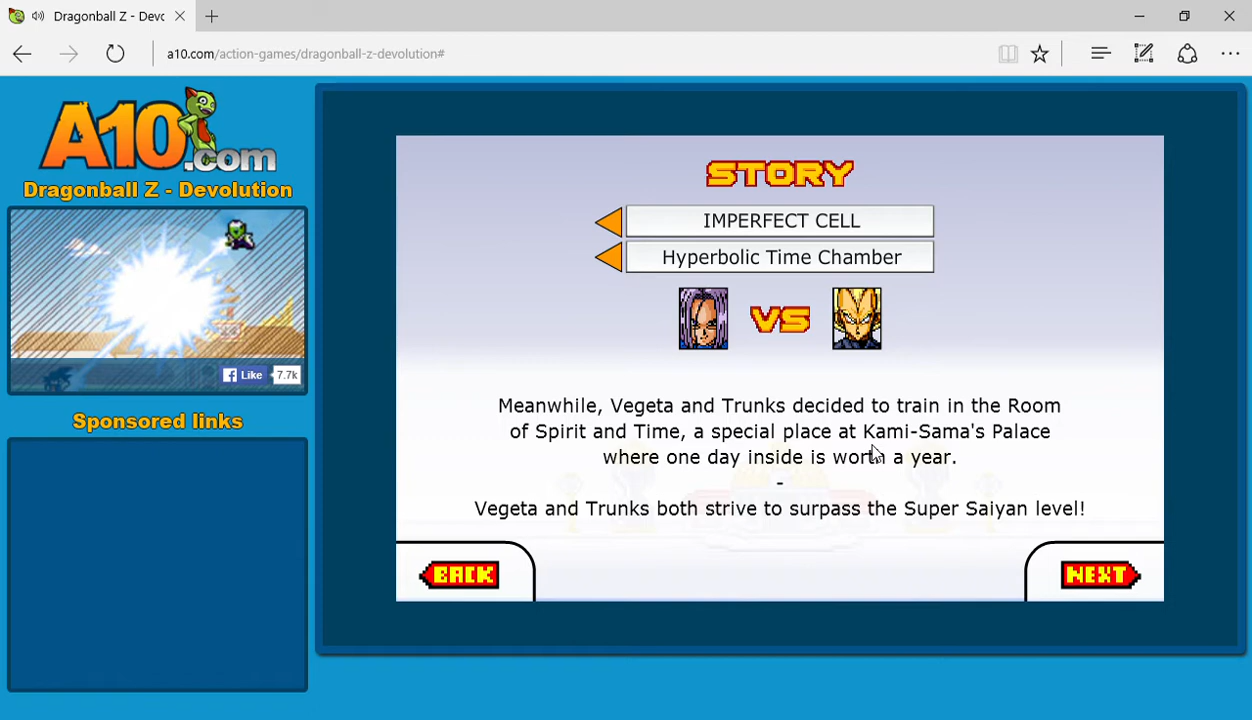 Dragonball Z - Devo
a10.com/action-games/dragonball-z-devolution#
A10
.com
Dragonball Z - Devolution
Like
7.7k
Sponsored links
STORY
IMPERFECT CELL
Hyperbolic Time Chamber
VS
Meanwhile, Vegeta and Trunks decided to train in the Room
of Spirit and Time, a special place at Kami-Sama's Palace
where one day inside is worth a year.
-
Vegeta and Trunks both strive to surpass the Super Saiyan level!
BACK
NEXT